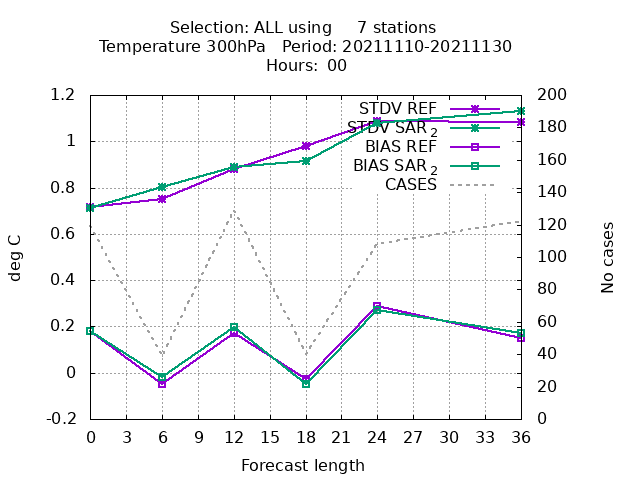 Selection: ALL using     7 stations
Temperature 300hPa   Period: 20211110-20211130
Hours: 00
1.2
1
0.8
0.6
0.4
0.2
0
-0.2
200
180
160
140
120
100
80
60
40
20
0
STDV REF
STDV SAR 2
BIAS REF
BIAS SAR 2
CASES
deg C
No cases
0 3 6 9 12 15 18 21 24 27 30 33 36
Forecast length